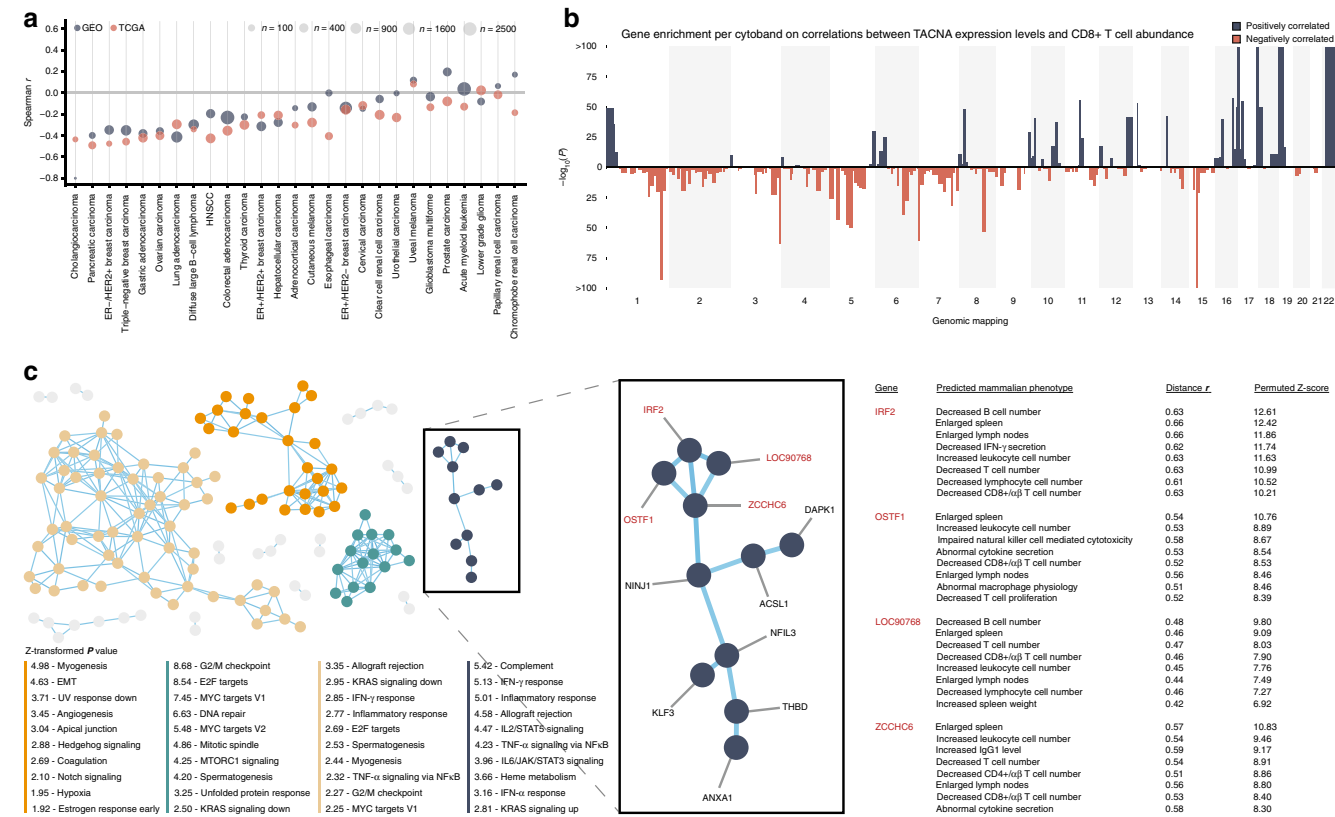 a
GEO
TCGA
n = 100
n = 400
n = 900
n = 1600
n = 2500
Spearman r
0.6
0.4
0.2
0.0
−0.2
−0.4
−0.6
−0.8
Cholangiocarcinoma
Pancreatic carcinoma
ER−/HER2+ breast carcinoma
Triple−negative breast carcinoma
Gastric adenocarcinoma
Ovarian carcinoma
Lung adenocarcinoma
Diffuse large B−cell lymphoma
HNSCC
Colorectal adenocarcinoma
Thyroid carcinoma
ER+/HER2+ breast carcinoma
Hepatocellular carcinoma
Adrenocortical carcinoma
Cutaneous melanoma
Esophageal carcinoma
ER+/HER2− breast carcinoma
Cervical carcinoma
Clear cell renal cell carcinoma
Urothelial carcinoma
Uveal melanoma
Glioblastoma multiforme
Prostate carcinoma
Acute myeloid leukemia
Lower grade glioma
Papillary renal cell carcinoma
Chromophobe renal cell carcinoma
b
Gene enrichment per cytoband on correlations between TACNA expression levels and CD8+ T cell abundance
Positively correlated
Negatively correlated
−log10(P)
>100
75
50
25
0
25
50
75
>100
1 2 3 4 5 6 7 8 9 10 11 12 13 14 15 16 17 18 19 20 21 22
Genomic mapping
c
Z-transformed P value
4.98 - Myogenesis
4.63 - EMT
3.71 - UV response down
3.45 - Angiogenesis
3.04 - Apical junction
2.88 - Hedgehog signaling
2.69 - Coagulation
2.10 - Notch signaling
1.95 - Hypoxia
1.92 - Estrogen response early
8.68 - G2/M checkpoint
8.54 - E2F targets
7.45 - MYC targets V1
6.63 - DNA repair
5.48 - MYC targets V2
4.86 - Mitotic spindle
4.25 - MTORC1 signaling
4.20 - Spermatogenesis
3.25 - Unfolded protein response
2.50 - KRAS signaling down
3.35 - Allograft rejection
2.95 - KRAS signaling down
2.85 - IFN-γ response
2.77 - Inflammatory response
2.69 - E2F targets
2.53 - Spermatogenesis
2.44 - Myogenesis
2.32 - TNF-α signaling via NFκB
2.27 - G2/M checkpoint
2.25 - MYC targets V1
5.42 - Complement
5.13 - IFN-γ response
5.01 - Inflammatory response
4.58 - Allograft rejection
4.47 - IL2/STAT5 signaling
4.23 - TNF-α signaling via NFκB
3.96 - IL6/JAK/STAT3 signaling
3.66 - Heme metabolism
3.16 - IFN-α response
2.81 - KRAS signaling up
IRF2
LOC90768
OSTF1
ZCCHC6
DAPK1
NINJ1
ACSL1
NFIL3
KLF3
THBD
ANXA1
Gene Predicted mammalian phenotype Distance r Permuted Z-score
IRF2 Decreased B cell number 0.63 12.61
Enlarged spleen 0.66 12.42
Enlarged lymph nodes 0.66 11.86
Decreased IFN-γ secretion 0.62 11.74
Increased leukocyte cell number 0.63 11.63
Decreased T cell number 0.63 10.99
Decreased lymphocyte cell number 0.61 10.52
Decreased CD8+/αβ T cell number 0.63 10.21
OSTF1 Enlarged spleen 0.54 10.76
Increased leukocyte cell number 0.53 8.89
Impaired natural killer cell mediated cytotoxicity 0.58 8.67
Abnormal cytokine secretion 0.53 8.54
Decreased CD8+/αβ T cell number 0.52 8.53
Enlarged lymph nodes 0.56 8.46
Abnormal macrophage physiology 0.51 8.46
Decreased T cell proliferation 0.52 8.39
LOC90768 Decreased B cell number 0.48 9.80
Enlarged spleen 0.46 9.09
Decreased T cell number 0.47 8.03
Decreased CD8+/αβ T cell number 0.46 7.90
Increased leukocyte cell number 0.45 7.76
Enlarged lymph nodes 0.44 7.49
Decreased lymphocyte cell number 0.46 7.27
Increased spleen weight 0.42 6.92
ZCCHC6 Enlarged spleen 0.57 10.83
Increased leukocyte cell number 0.54 9.46
Increased IgG1 level 0.59 9.17
Decreased T cell number 0.54 8.91
Decreased CD4+/αβ T cell number 0.51 8.86
Enlarged lymph nodes 0.56 8.80
Decreased CD8+/αβ T cell number 0.53 8.40
Abnormal cytokine secretion 0.58 8.30